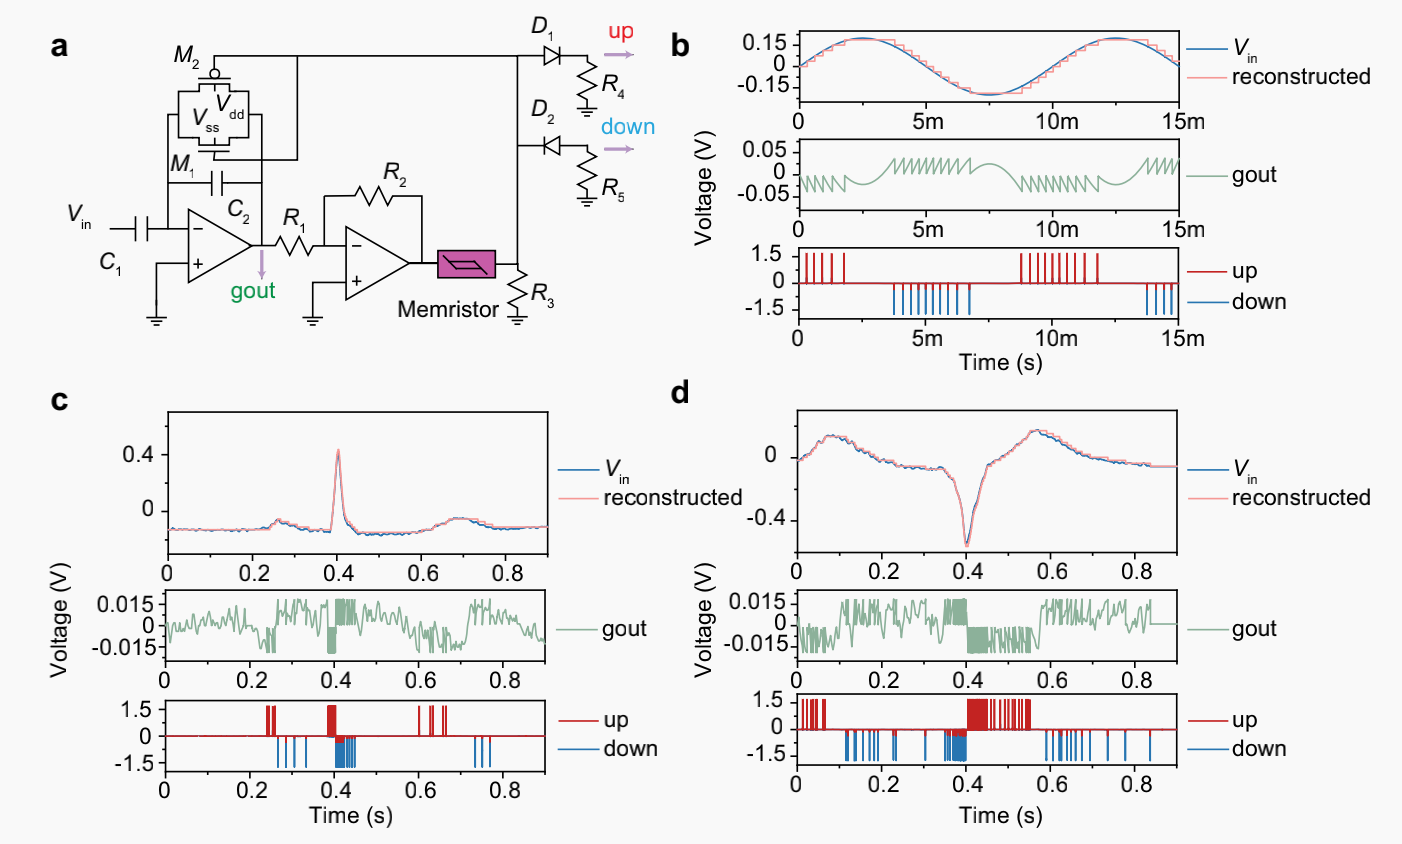 a
M2
Vdd
Vss
M1
C2
Vin
C1
gout
R1
R2
Memristor
R3
D1
up
R4
D2
down
R5
b
0.15
0
-0.15
0 5m 10m 15m
Vin
reconstructed
Voltage (V)
0.05
0
-0.05
0 5m 10m 15m
gout
1.5
0
-1.5
0 5m 10m 15m
up
down
Time (s)
c
0.4
0
0 0.2 0.4 0.6 0.8
Vin
reconstructed
Voltage (V)
0.015
0
-0.015
0 0.2 0.4 0.6 0.8
gout
1.5
0
-1.5
0 0.2 0.4 0.6 0.8
up
down
Time (s)
d
0
-0.4
0 0.2 0.4 0.6 0.8
Vin
reconstructed
Voltage (V)
0.015
0
-0.015
0 0.2 0.4 0.6 0.8
gout
1.5
0
-1.5
0 0.2 0.4 0.6 0.8
up
down
Time (s)